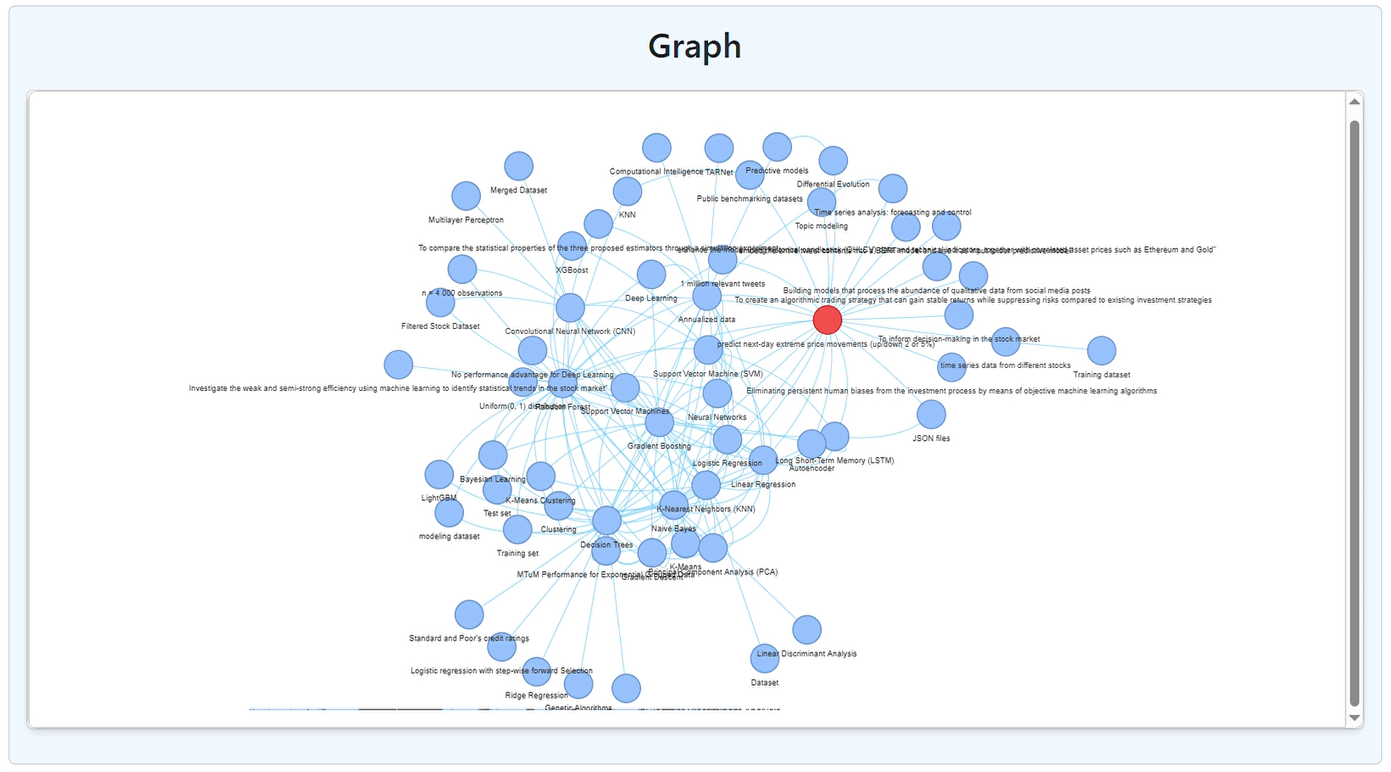 Graph
Computational Intelligence
TARNet
Predictive models
Merged Dataset
Differential Evolution
Public benchmarking datasets
Multilayer Perceptron
KNN
Time series analysis: forecasting and control
Topic modeling
To compare the statistical properties of the three proposed estimators through a simulation experiment
asset prices such as Ethereum and Gold"
XGBoost
1 million relevant tweets
Building models that process the abundance of qualitative data from social media posts
n = 4 000 observations
Deep Learning
To create an algorithmic trading strategy that can gain stable returns while suppressing risks compared to existing investment strategies
Annualized data
Filtered Stock Dataset
Convolutional Neural Network (CNN)
To inform decision-making in the stock market
predict next-day extreme price movements (up/down 2 or 5%)
time series data from different stocks
No performance advantage for Deep Learning
Support Vector Machine (SVM)
Training dataset
Investigate the weak and semi-strong efficiency using machine learning to identify statistical trends in the stock market"
Eliminating persistent human biases from the investment process by means of objective machine learning algorithms
Uniform(0, 1)
Random Forest
Support Vector Machines
Neural Networks
JSON files
Gradient Boosting
Logistic Regression
Long Short-Term Memory (LSTM)
Autoencoder
Bayesian Learning
Linear Regression
LightGBM
K-Means Clustering
Test set
K-Nearest Neighbors (KNN)
Clustering
Naive Bayes
modeling dataset
Decision Trees
Training set
K-Means
Principal Component Analysis (PCA)
MTuM Performance for Exponential Grouped Data
Gradient Descent
Standard and Poor's credit ratings
Linear Discriminant Analysis
Logistic regression with step-wise forward Selection
Dataset
Ridge Regression
Genetic Algorithms